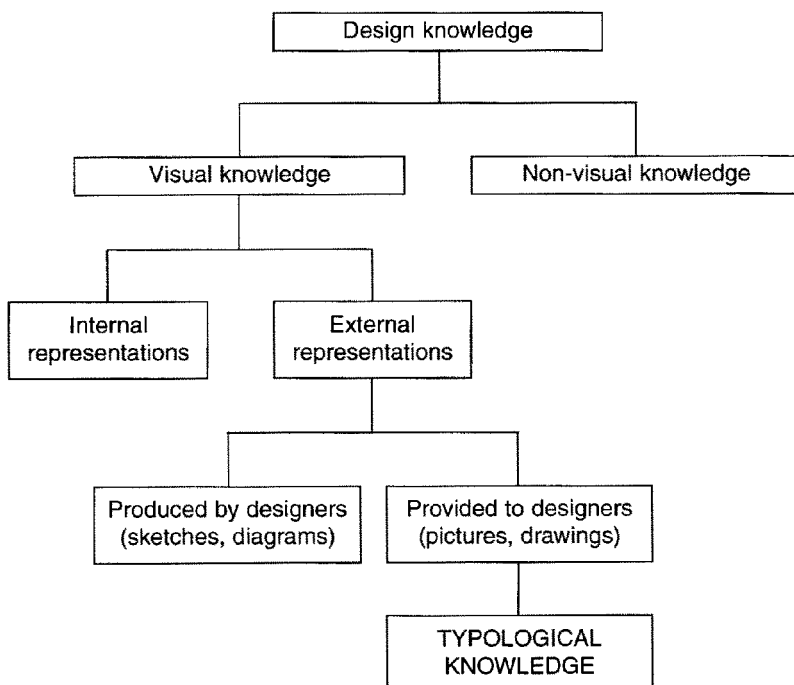 Design knowledge
Visual knowledge
Non-visual knowledge
Internal
representations
External
representations
Produced by designers
(sketches, diagrams)
Provided to designers
(pictures, drawings)
TYPOLOGICAL
KNOWLEDGE